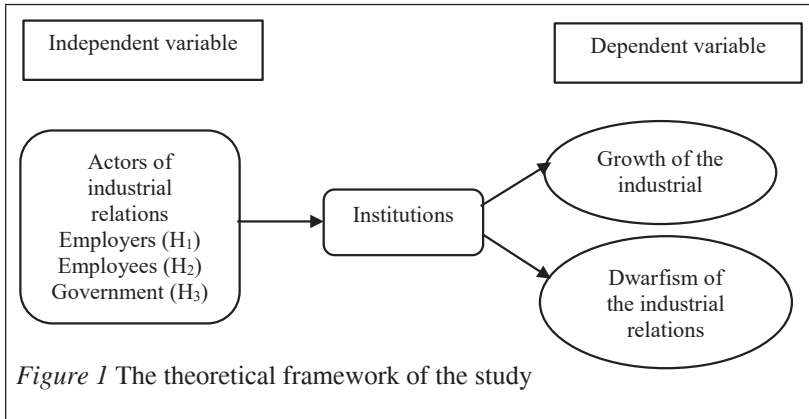 Independent variable
Dependent variable
Actors of
industrial
relations
Employers (H₁)
Employees (H₂)
Government (H₃)
Institutions
Growth of the
industrial
Dwarfism of
the industrial
relations
Figure 1 The theoretical framework of the study